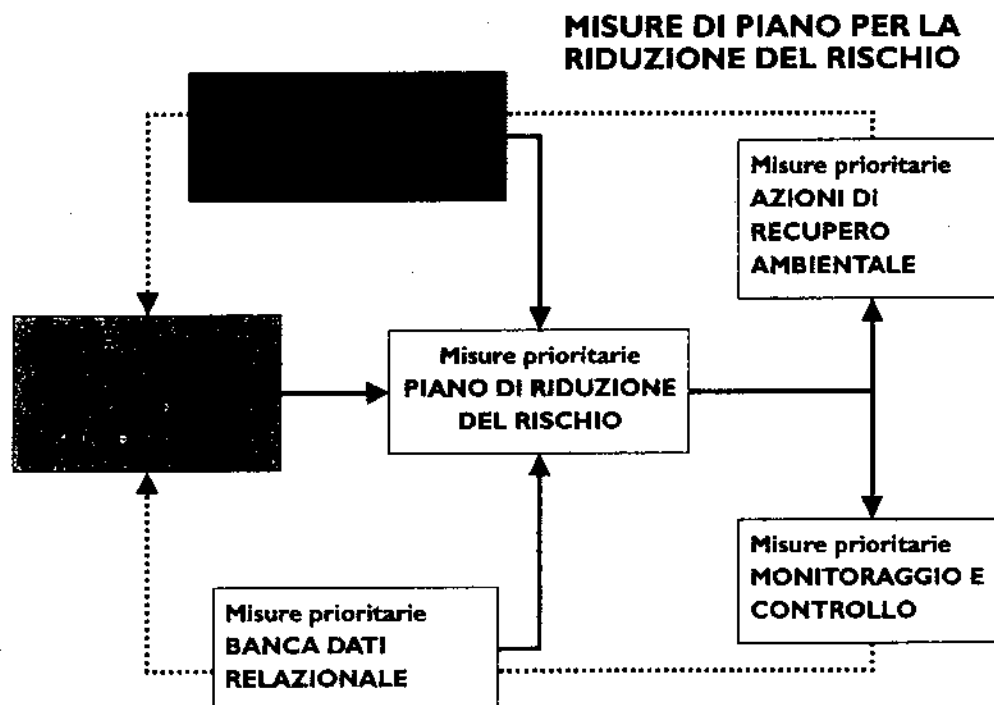 MISURE DI PIANO PER LA
RIDUZIONE DEL RISCHIO
Misure prioritarie
AZIONI Di
RECUPERO
AMBIENTALE
Misure prioritarie
PIANO DI RIDUZIONE
DEL RISCHIO
Misure prioritarie
MONITORAGGIO E
CONTROLLO
Misure prioritarie
BANCA DATI
RELAZIONALE